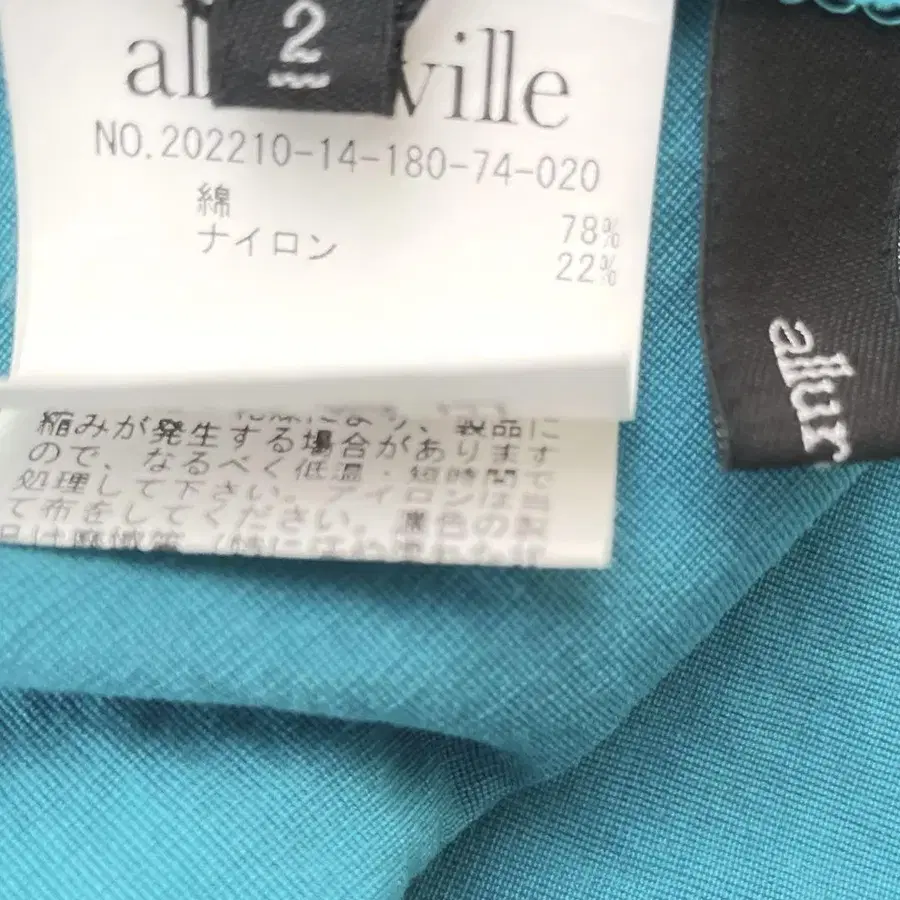 2
ville
NO.202210-14-180-74-020
綿 78%
ナイロン 22%
縮みが発生する場合があります
ので、なるべく低温・短時間で
処理して下さい。アイロンは
て布をしてください。
allur